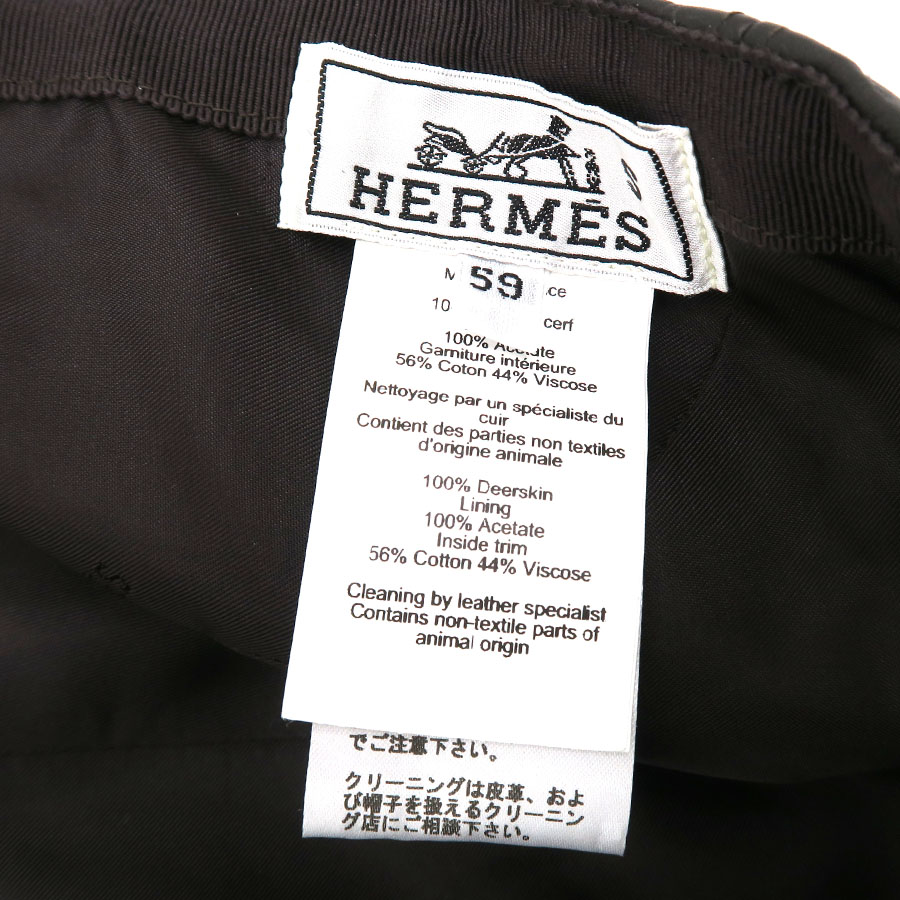 HERMÈS
59
100% Acetate
Garniture intérieure
56% Coton 44% Viscose
Nettoyage par un spécialiste du
cuir
Contient des parties non textiles
d'origine animale
100% Deerskin
Lining
100% Acetate
Inside trim
56% Cotton 44% Viscose
Cleaning by leather specialist
Contains non-textile parts of
animal origin
でご注意下さい。
クリーニングは皮革、およ
び帽子を扱えるクリーニン
グ店にご相談下さい。